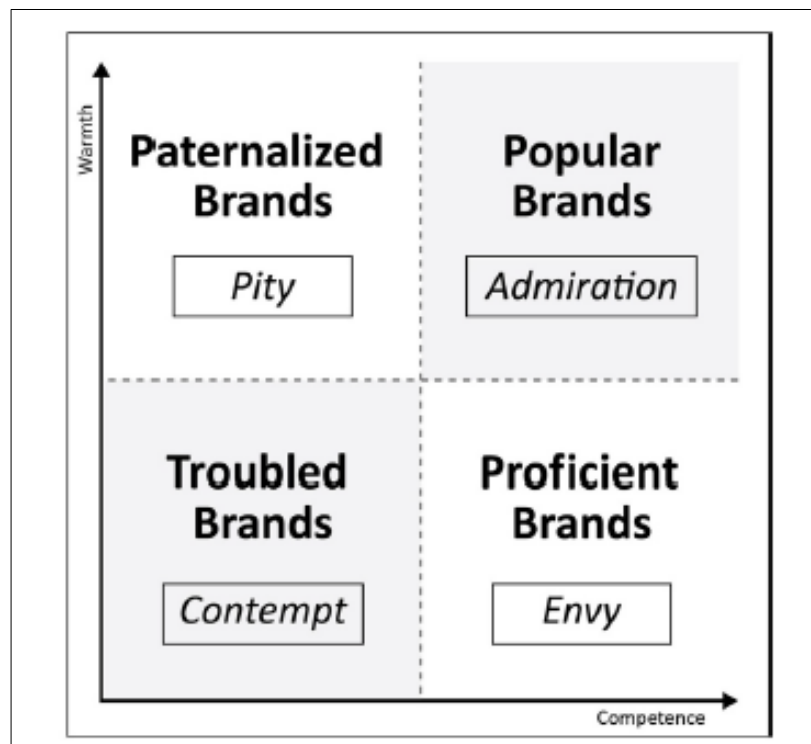 Warmth
Paternalized
Brands
Pity
Popular
Brands
Admiration
Troubled
Brands
Contempt
Proficient
Brands
Envy
Competence